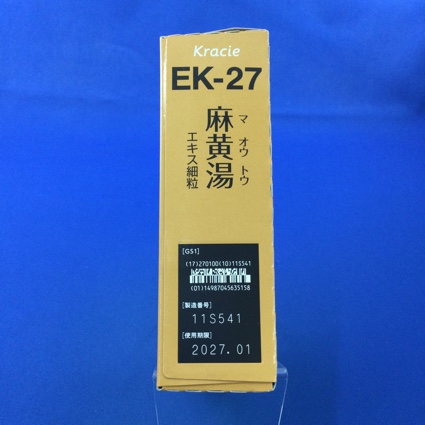 Kracie
EK-27
麻黄湯
マ オウ トウ
エキス細粒
[GS1]
(17)270100(10)11S541
(01)14987045635158
[製造番号]
11S541
[使用期限]
2027.01